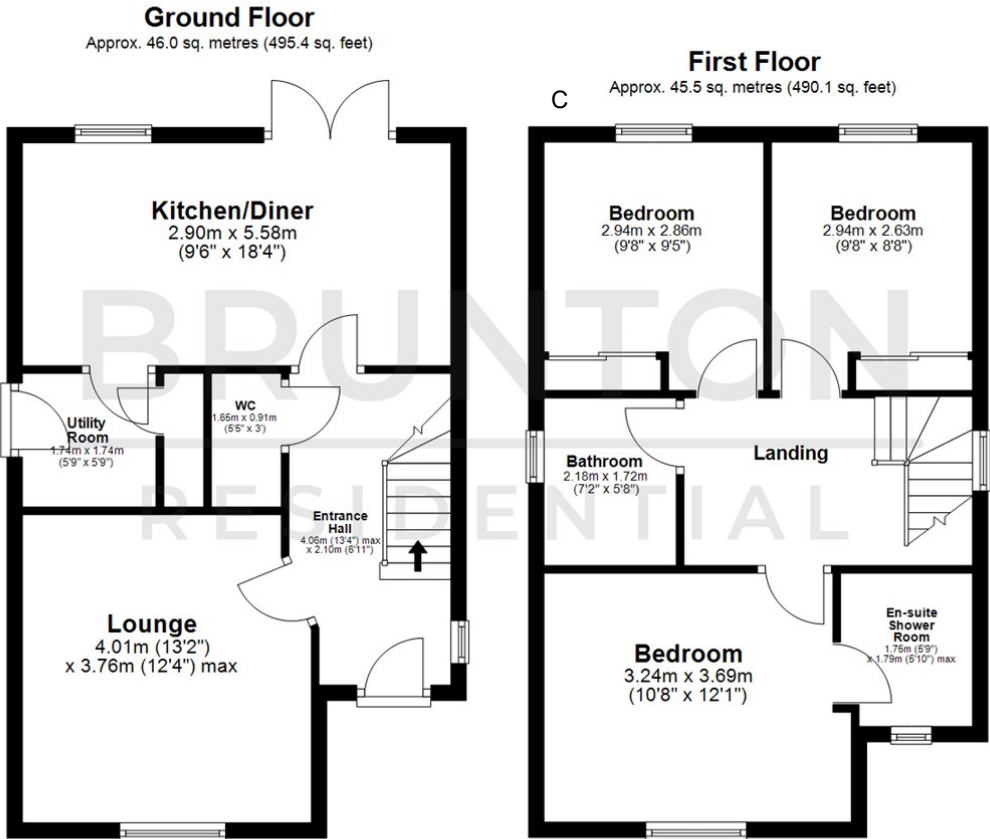 Ground Floor
Approx. 46.0 sq. metres (495.4 sq. feet)
Kitchen/Diner
2.90m x 5.58m
(9'6" x 18'4")
Utility
Room
1.74m x 1.74m
(5'9" x 5'9")
WC
1.65m x 0.91m
(5'5" x 3')
Entrance
Hall
4.06m (13'4") max
x 2.10m (6'11")
Lounge
4.01m (13'2")
x 3.76m (12'4") max
First Floor
Approx. 45.5 sq. metres (490.1 sq. feet)
C
Bedroom
2.94m x 2.86m
(9'8" x 9'5")
Bedroom
2.94m x 2.63m
(9'8" x 8'8")
Bathroom
2.18m x 1.72m
(7'2" x 5'8")
Landing
Bedroom
3.24m x 3.69m
(10'8" x 12'1")
En-suite
Shower
Room
1.75m (5'9")
x 1.79m (5'10") max
BRUNTON
RESIDENTIAL